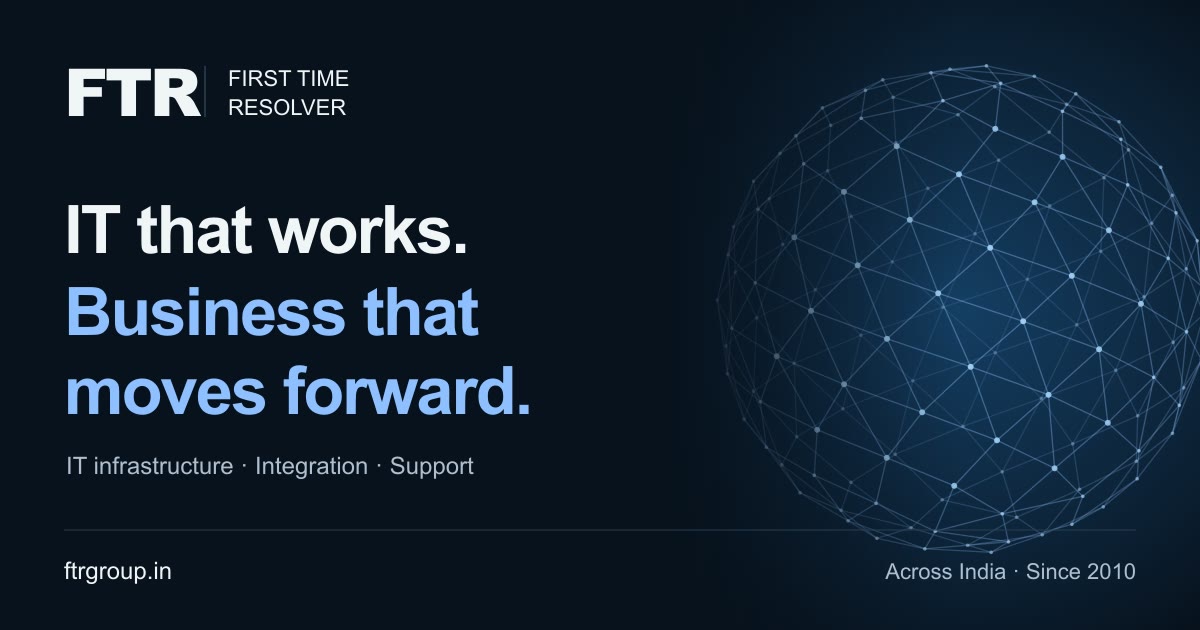 FTR
FIRST TIME
RESOLVER
IT that works.
Business that
moves forward.
IT infrastructure · Integration · Support
ftrgroup.in
Across India · Since 2010